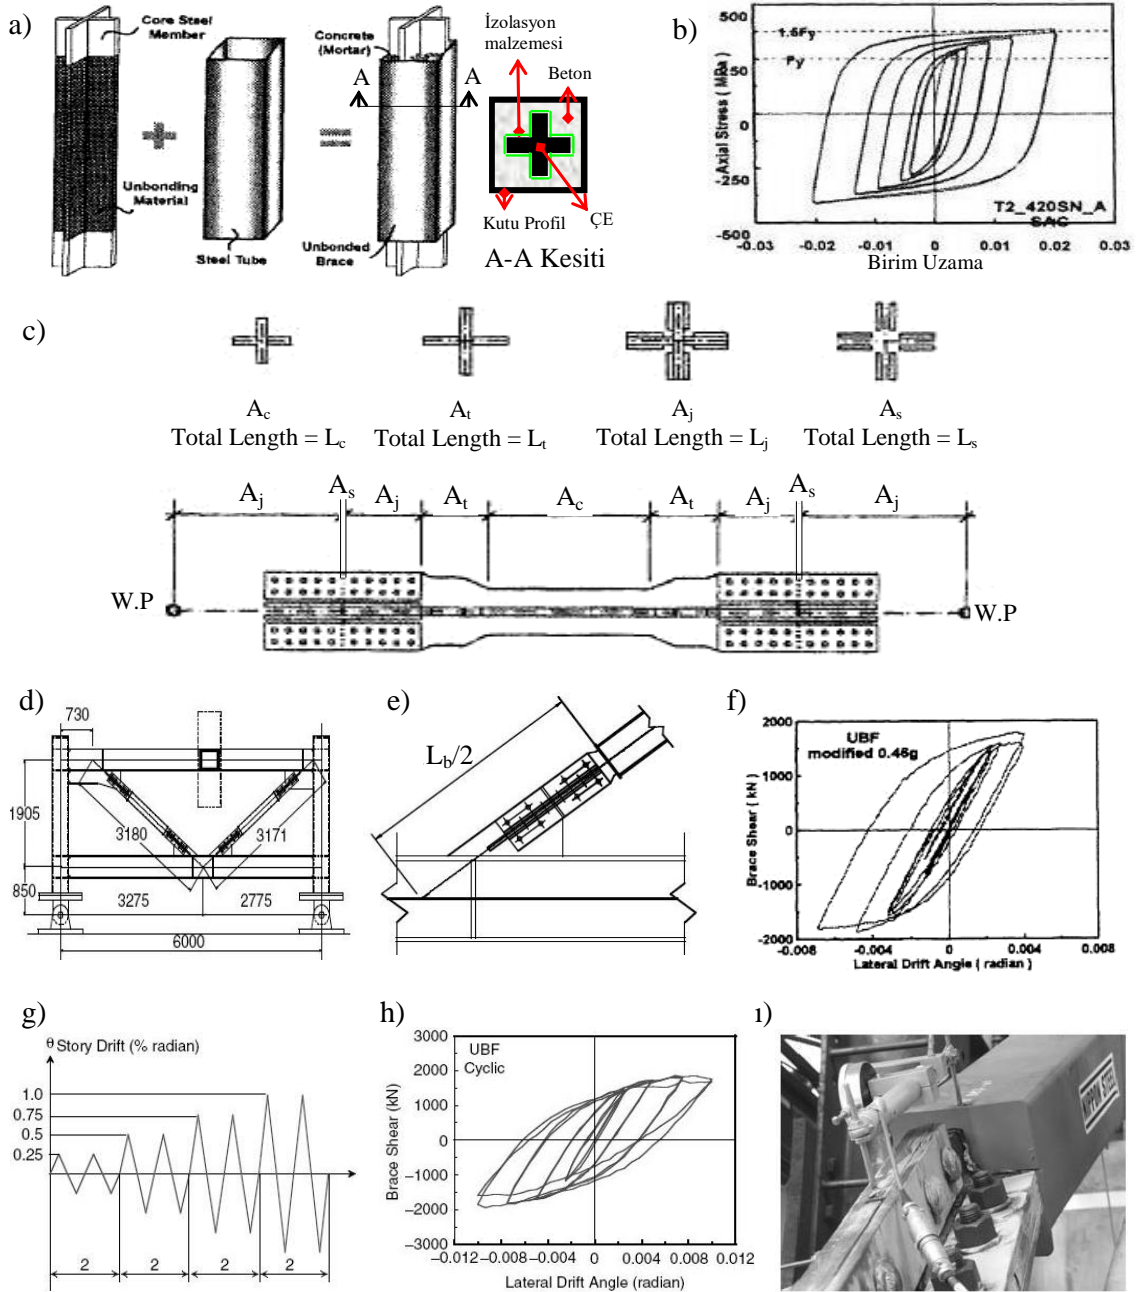 a)
Core Steel
Member
Unbonding
Material
Steel Tube
Concrete
(Mortar)
Unbonded
Brace
A
A
İzolasyon
malzemesi
Beton
Kutu Profil
ÇE
A-A Kesiti
b)
Axial Stress ( MPa )
500
250
0
-250
-500
1.5Fy
Fy
T2_420SN_A
SAC
-0.03
-0.02
-0.01
0
0.01
0.02
0.03
Birim Uzama
c)
Ac
Total Length = Lc
At
Total Length = Lt
Aj
Total Length = Lj
As
Total Length = Ls
Aj
As
Aj
At
Ac
At
Aj
As
Aj
W.P
W.P
d)
730
1905
850
3180
3171
3275
2775
6000
e)
Lb/2
f)
Brace Shear ( kN )
2000
1000
0
-1000
-2000
UBF
modified 0.46g
-0.008
-0.004
0
0.004
0.008
Lateral Drift Angle ( radian )
g)
θ Story Drift (% radian)
1.0
0.75
0.5
0.25
2
2
2
2
h)
Brace Shear (kN)
3000
2000
1000
0
−1000
−2000
−3000
UBF
Cyclic
−0.012
−0.008
−0.004
0
0.004
0.008
0.012
Lateral Drift Angle (radian)
ı)
NIPPON STEEL